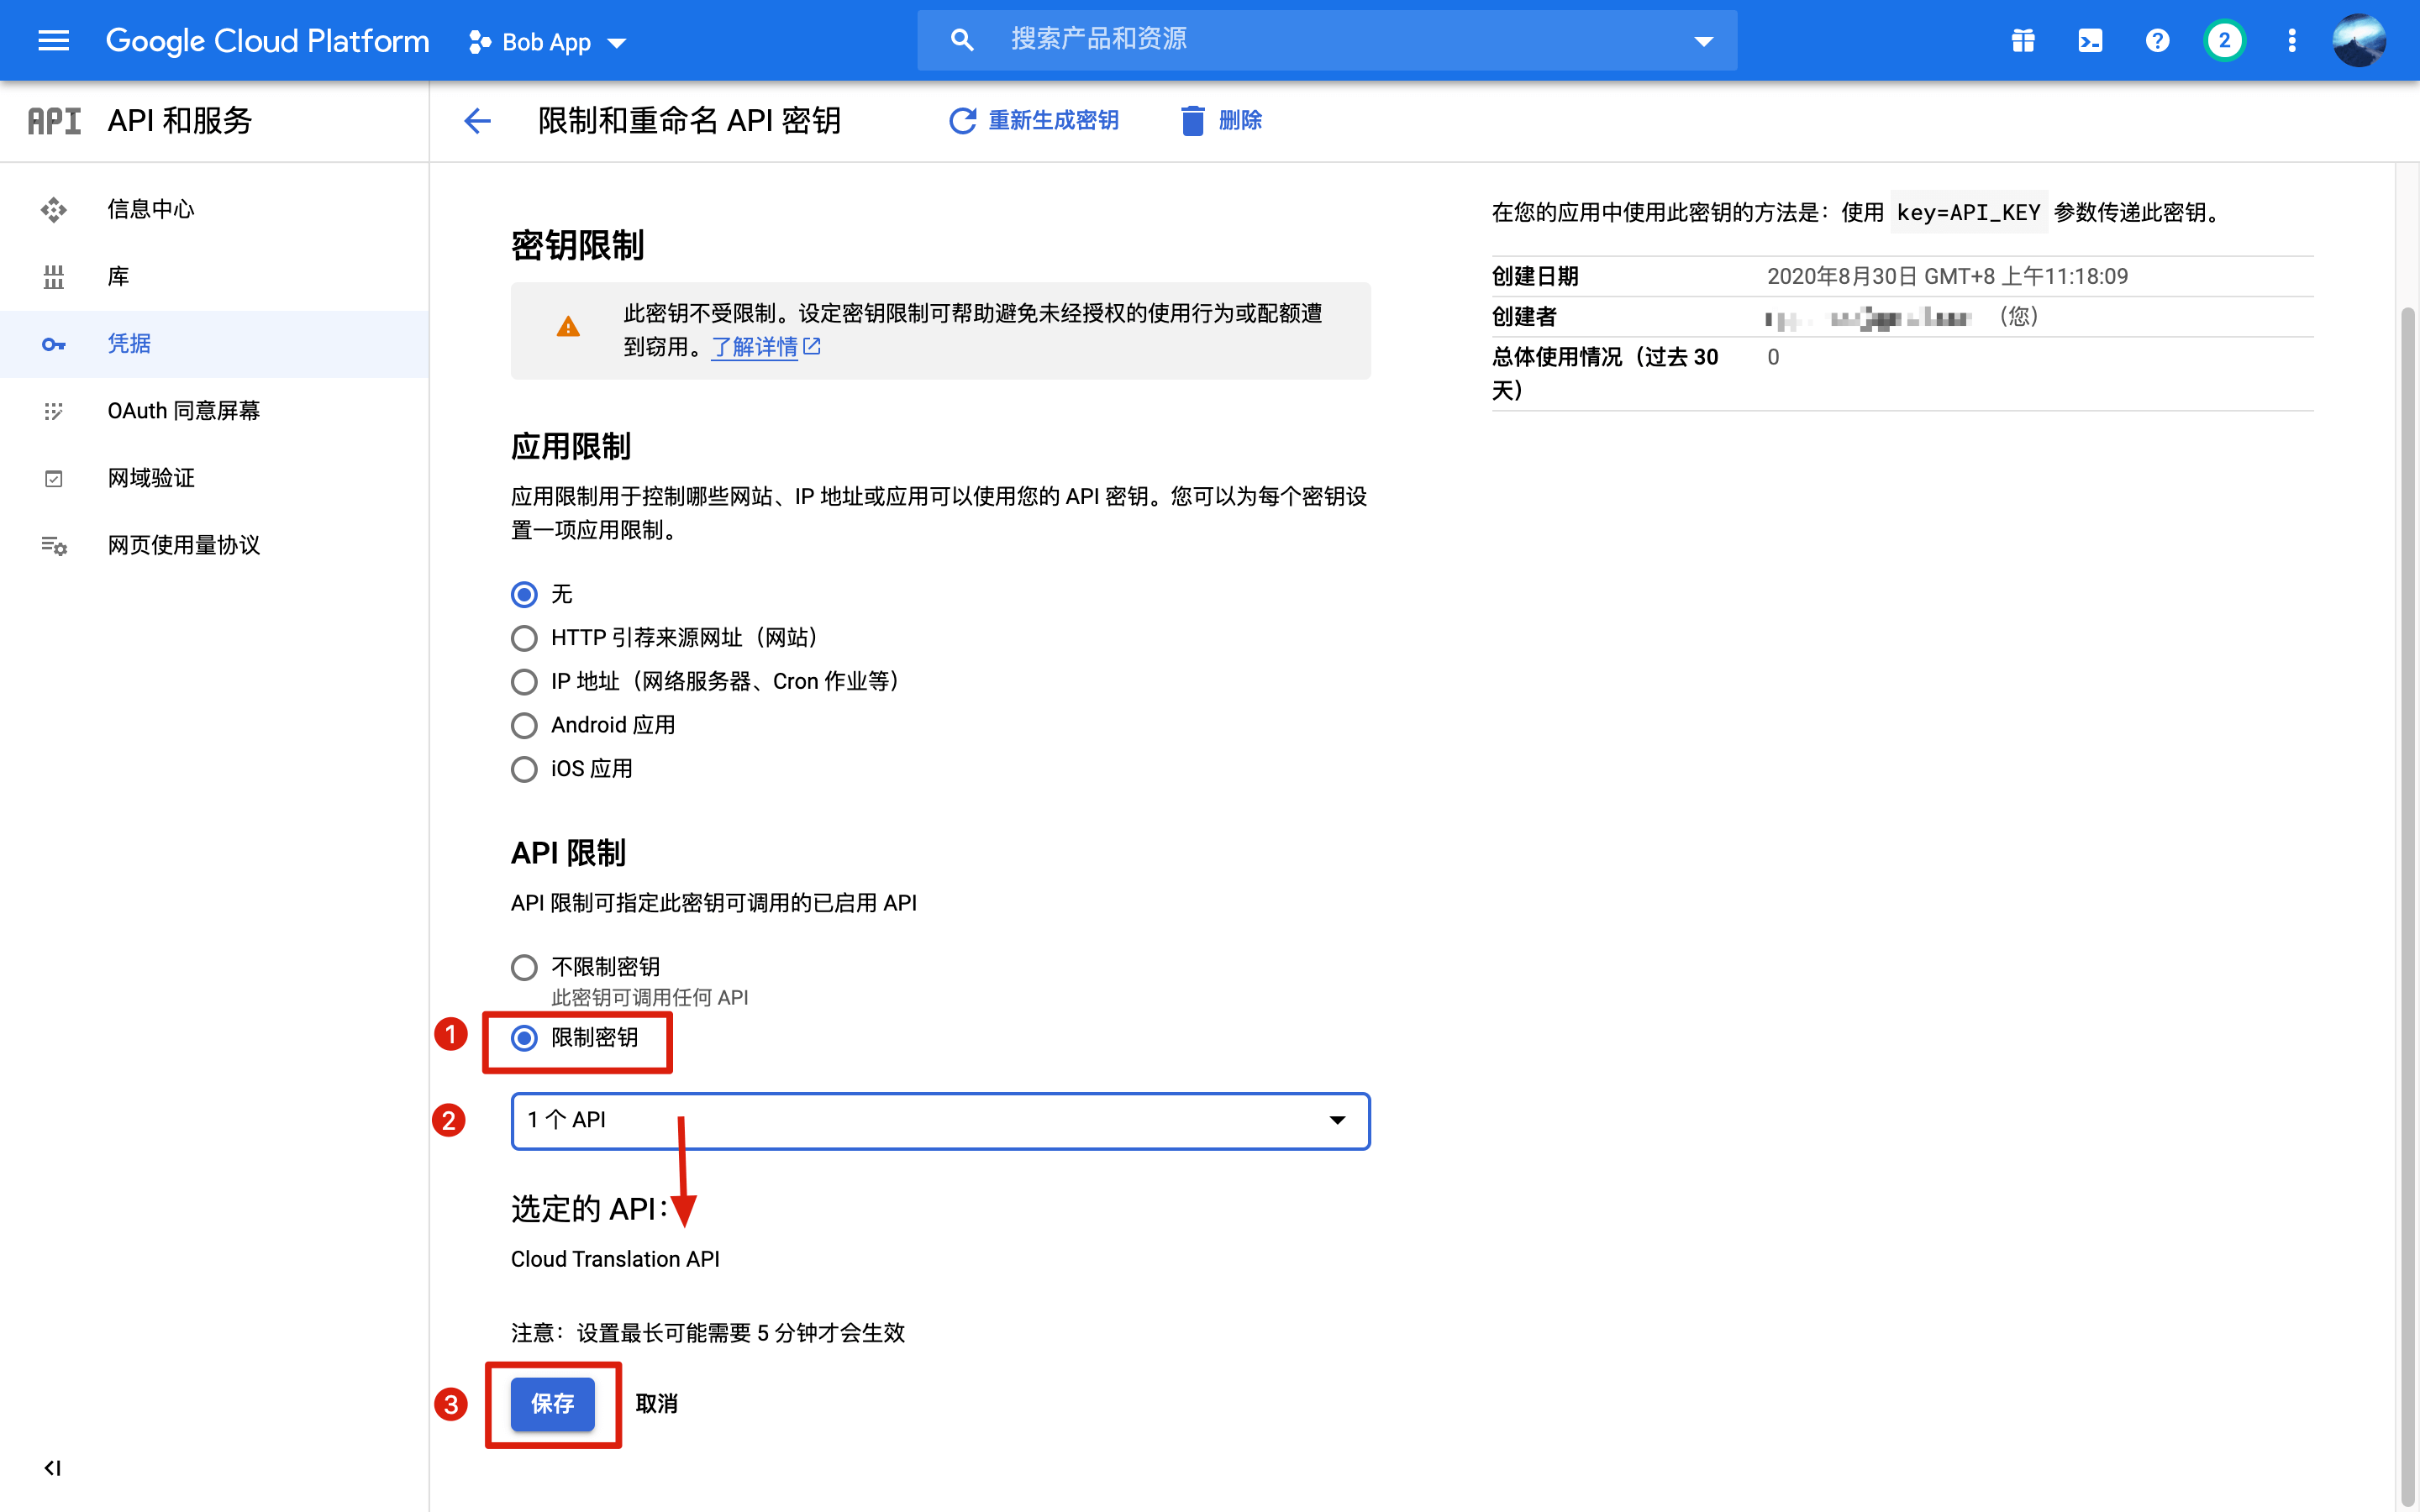 Google Cloud Platform
Bob App
搜索产品和资源
2
API
API 和服务
限制和重命名 API 密钥
重新生成密钥
删除
信息中心
库
凭据
OAuth 同意屏幕
网域验证
网页使用量协议
密钥限制
此密钥不受限制。设定密钥限制可帮助避免未经授权的使用行为或配额遭
到窃用。了解详情
应用限制
应用限制用于控制哪些网站、IP 地址或应用可以使用您的 API 密钥。您可以为每个密钥设
置一项应用限制。
无
HTTP 引荐来源网址（网站）
IP 地址（网络服务器、Cron 作业等）
Android 应用
iOS 应用
API 限制
API 限制可指定此密钥可调用的已启用 API
不限制密钥
此密钥可调用任何 API
1
限制密钥
2
1 个 API
选定的 API：
Cloud Translation API
注意：设置最长可能需要 5 分钟才会生效
3
保存
取消
在您的应用中使用此密钥的方法是：使用 key=API_KEY 参数传递此密钥。
创建日期
2020年8月30日 GMT+8 上午11:18:09
创建者
（您）
总体使用情况（过去 30
天）
0